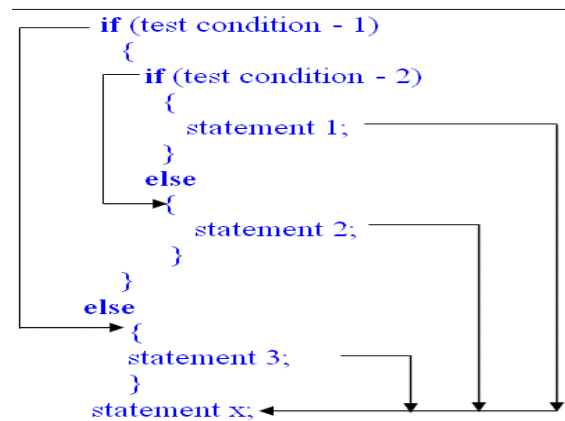 if (test condition - 1)
{
if (test condition - 2)
{
statement 1;
}
else
{
statement 2;
}
}
else
{
statement 3;
}
statement x;